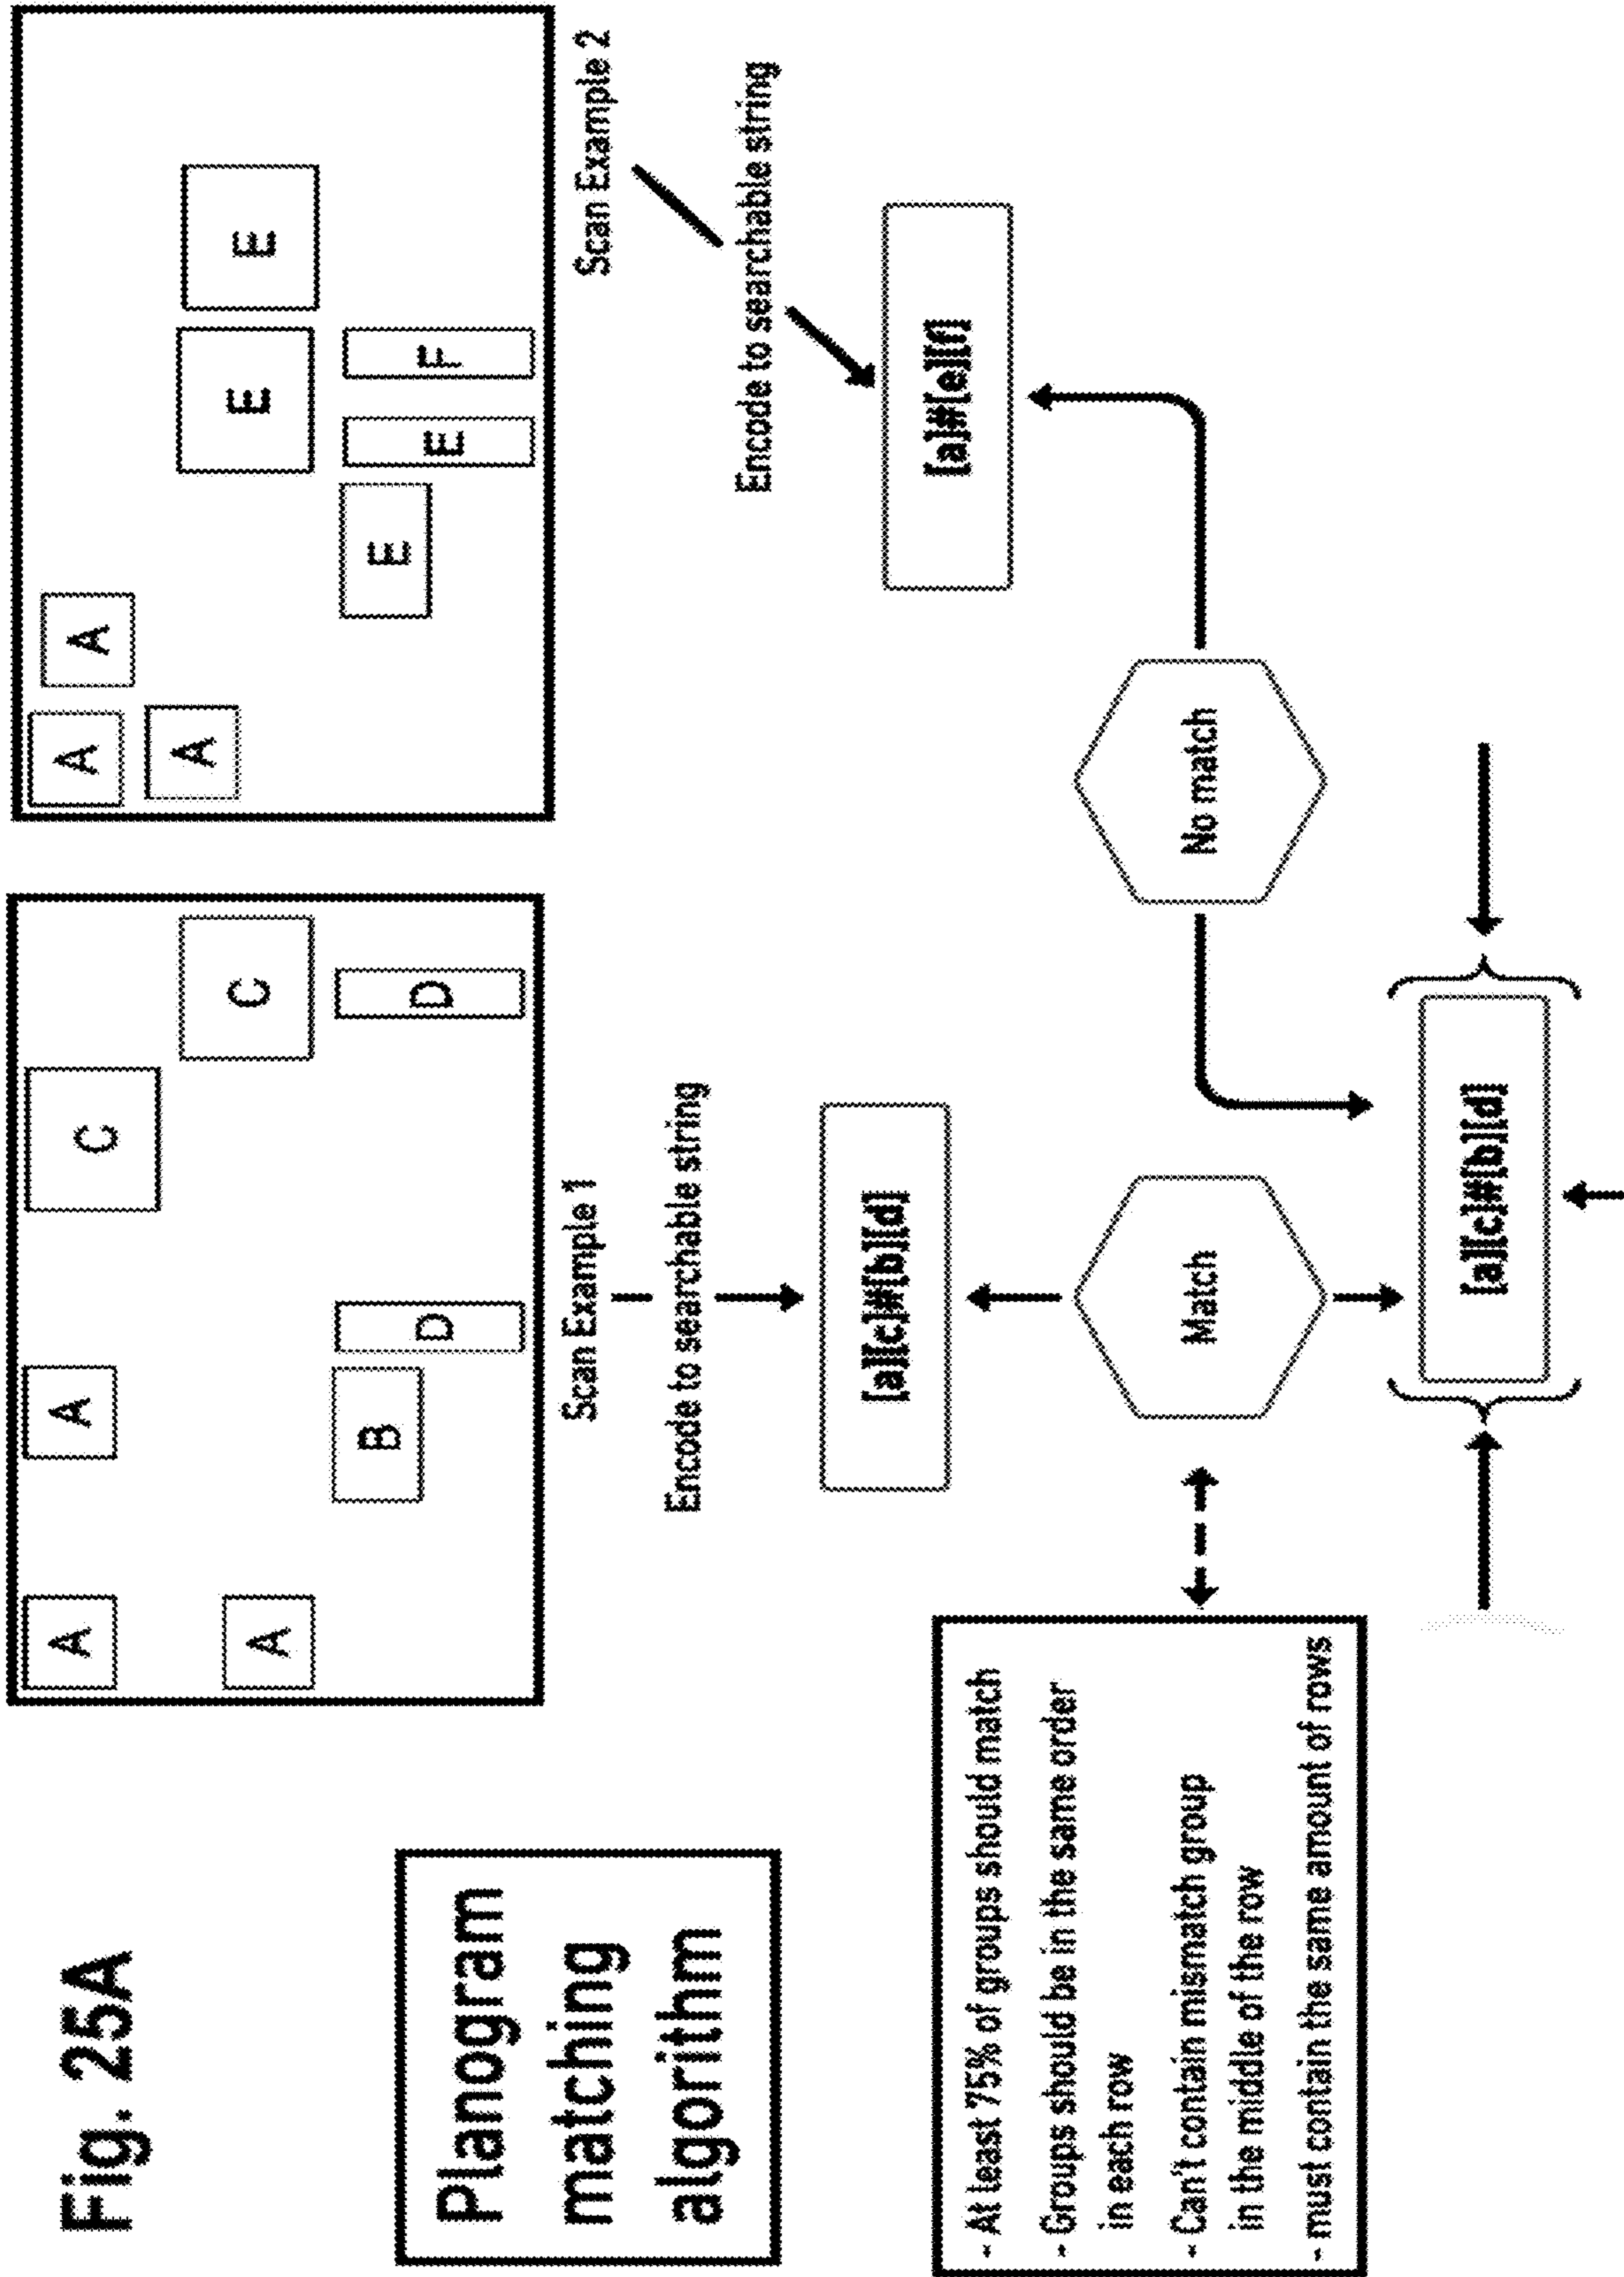 Fig. 25A
Planogram
matching
algorithm
A
A
C
A
C
B
D
D
Scan Example 1
Encode to searchable string
[a][c]#[b][d]
A
A
A
E
E
E
E
F
Scan Example 2
Encode to searchable string
[a]#[e][f]
- At least 75% of groups should match
- Groups should be in the same order
in each row
- Can't contain mismatch group
in the middle of the row
- must contain the same amount of rows
Match
No match
[a][c]#[b][d]